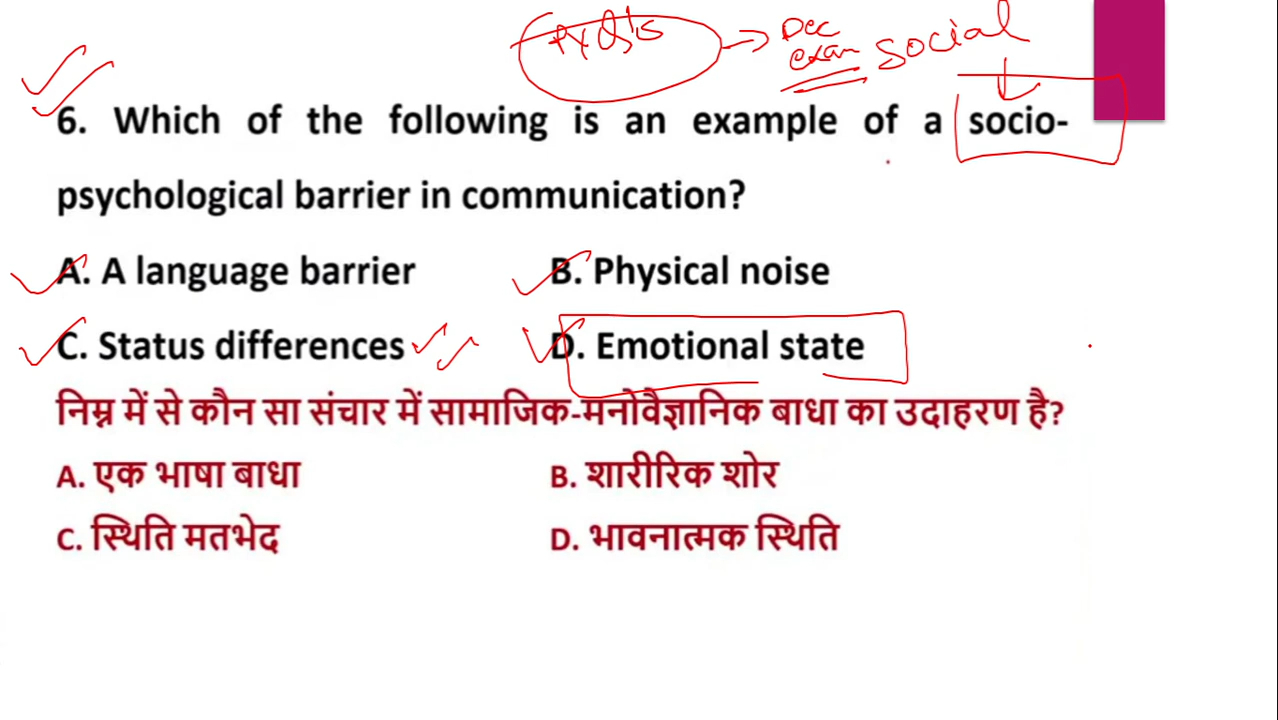 Dec
exam social
6. Which of the following is an example of a socio-
psychological barrier in communication?
A. A language barrier B. Physical noise
C. Status differences D. Emotional state
निम्न में से कौन सा संचार में सामाजिक-मनोवैज्ञानिक बाधा का उदाहरण है?
A. एक भाषा बाधा B. शारीरिक शोर
C. स्थिति मतभेद D. भावनात्मक स्थिति